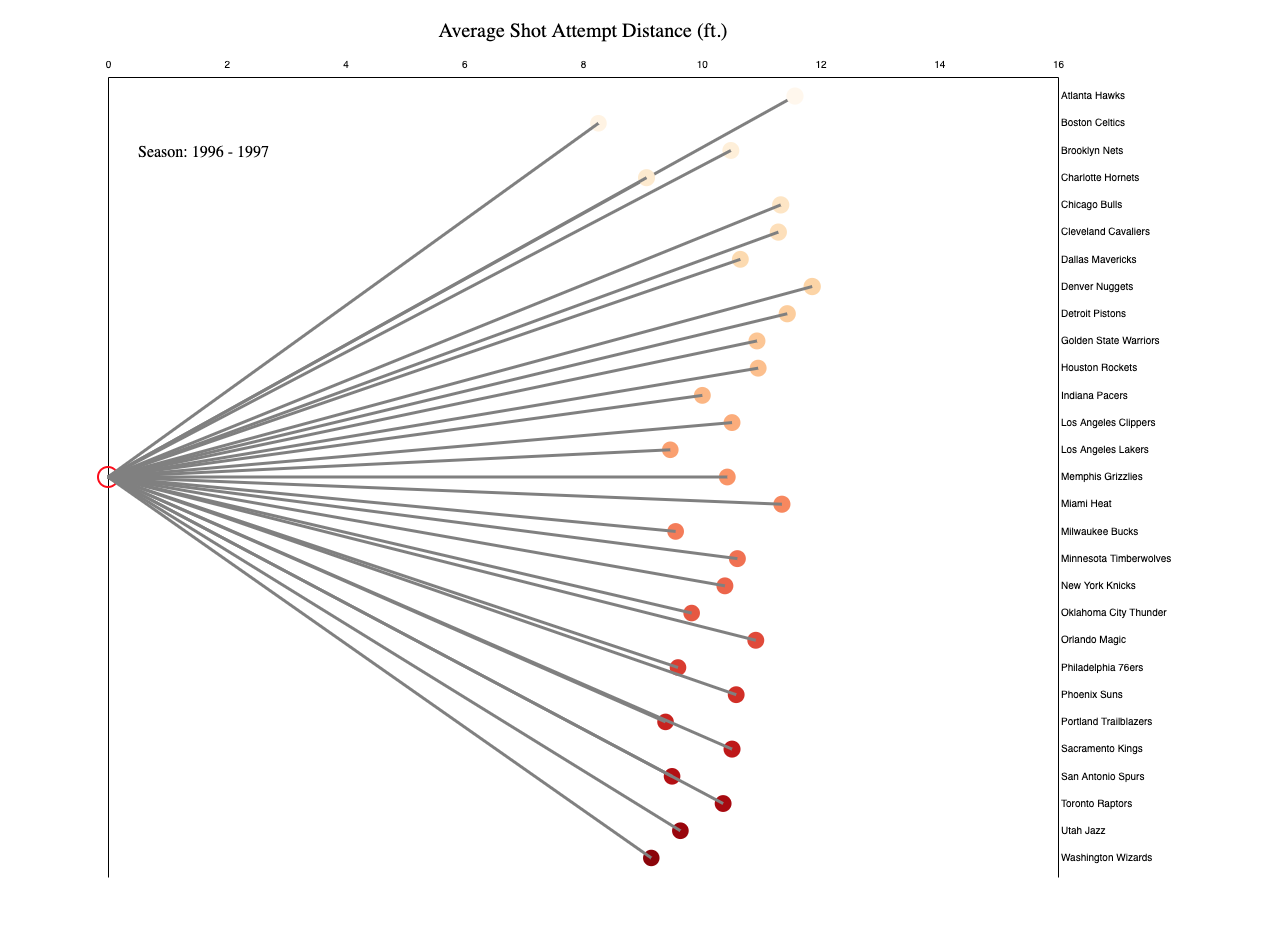 Average Shot Attempt Distance (ft.)
0 2 4 6 8 10 12 14 16
Atlanta Hawks
Boston Celtics
Season: 1996 - 1997
Brooklyn Nets
Charlotte Hornets
Chicago Bulls
Cleveland Cavaliers
Dallas Mavericks
Denver Nuggets
Detroit Pistons
Golden State Warriors
Houston Rockets
Indiana Pacers
Los Angeles Clippers
Los Angeles Lakers
Memphis Grizzlies
Miami Heat
Milwaukee Bucks
Minnesota Timberwolves
New York Knicks
Oklahoma City Thunder
Orlando Magic
Philadelphia 76ers
Phoenix Suns
Portland Trailblazers
Sacramento Kings
San Antonio Spurs
Toronto Raptors
Utah Jazz
Washington Wizards